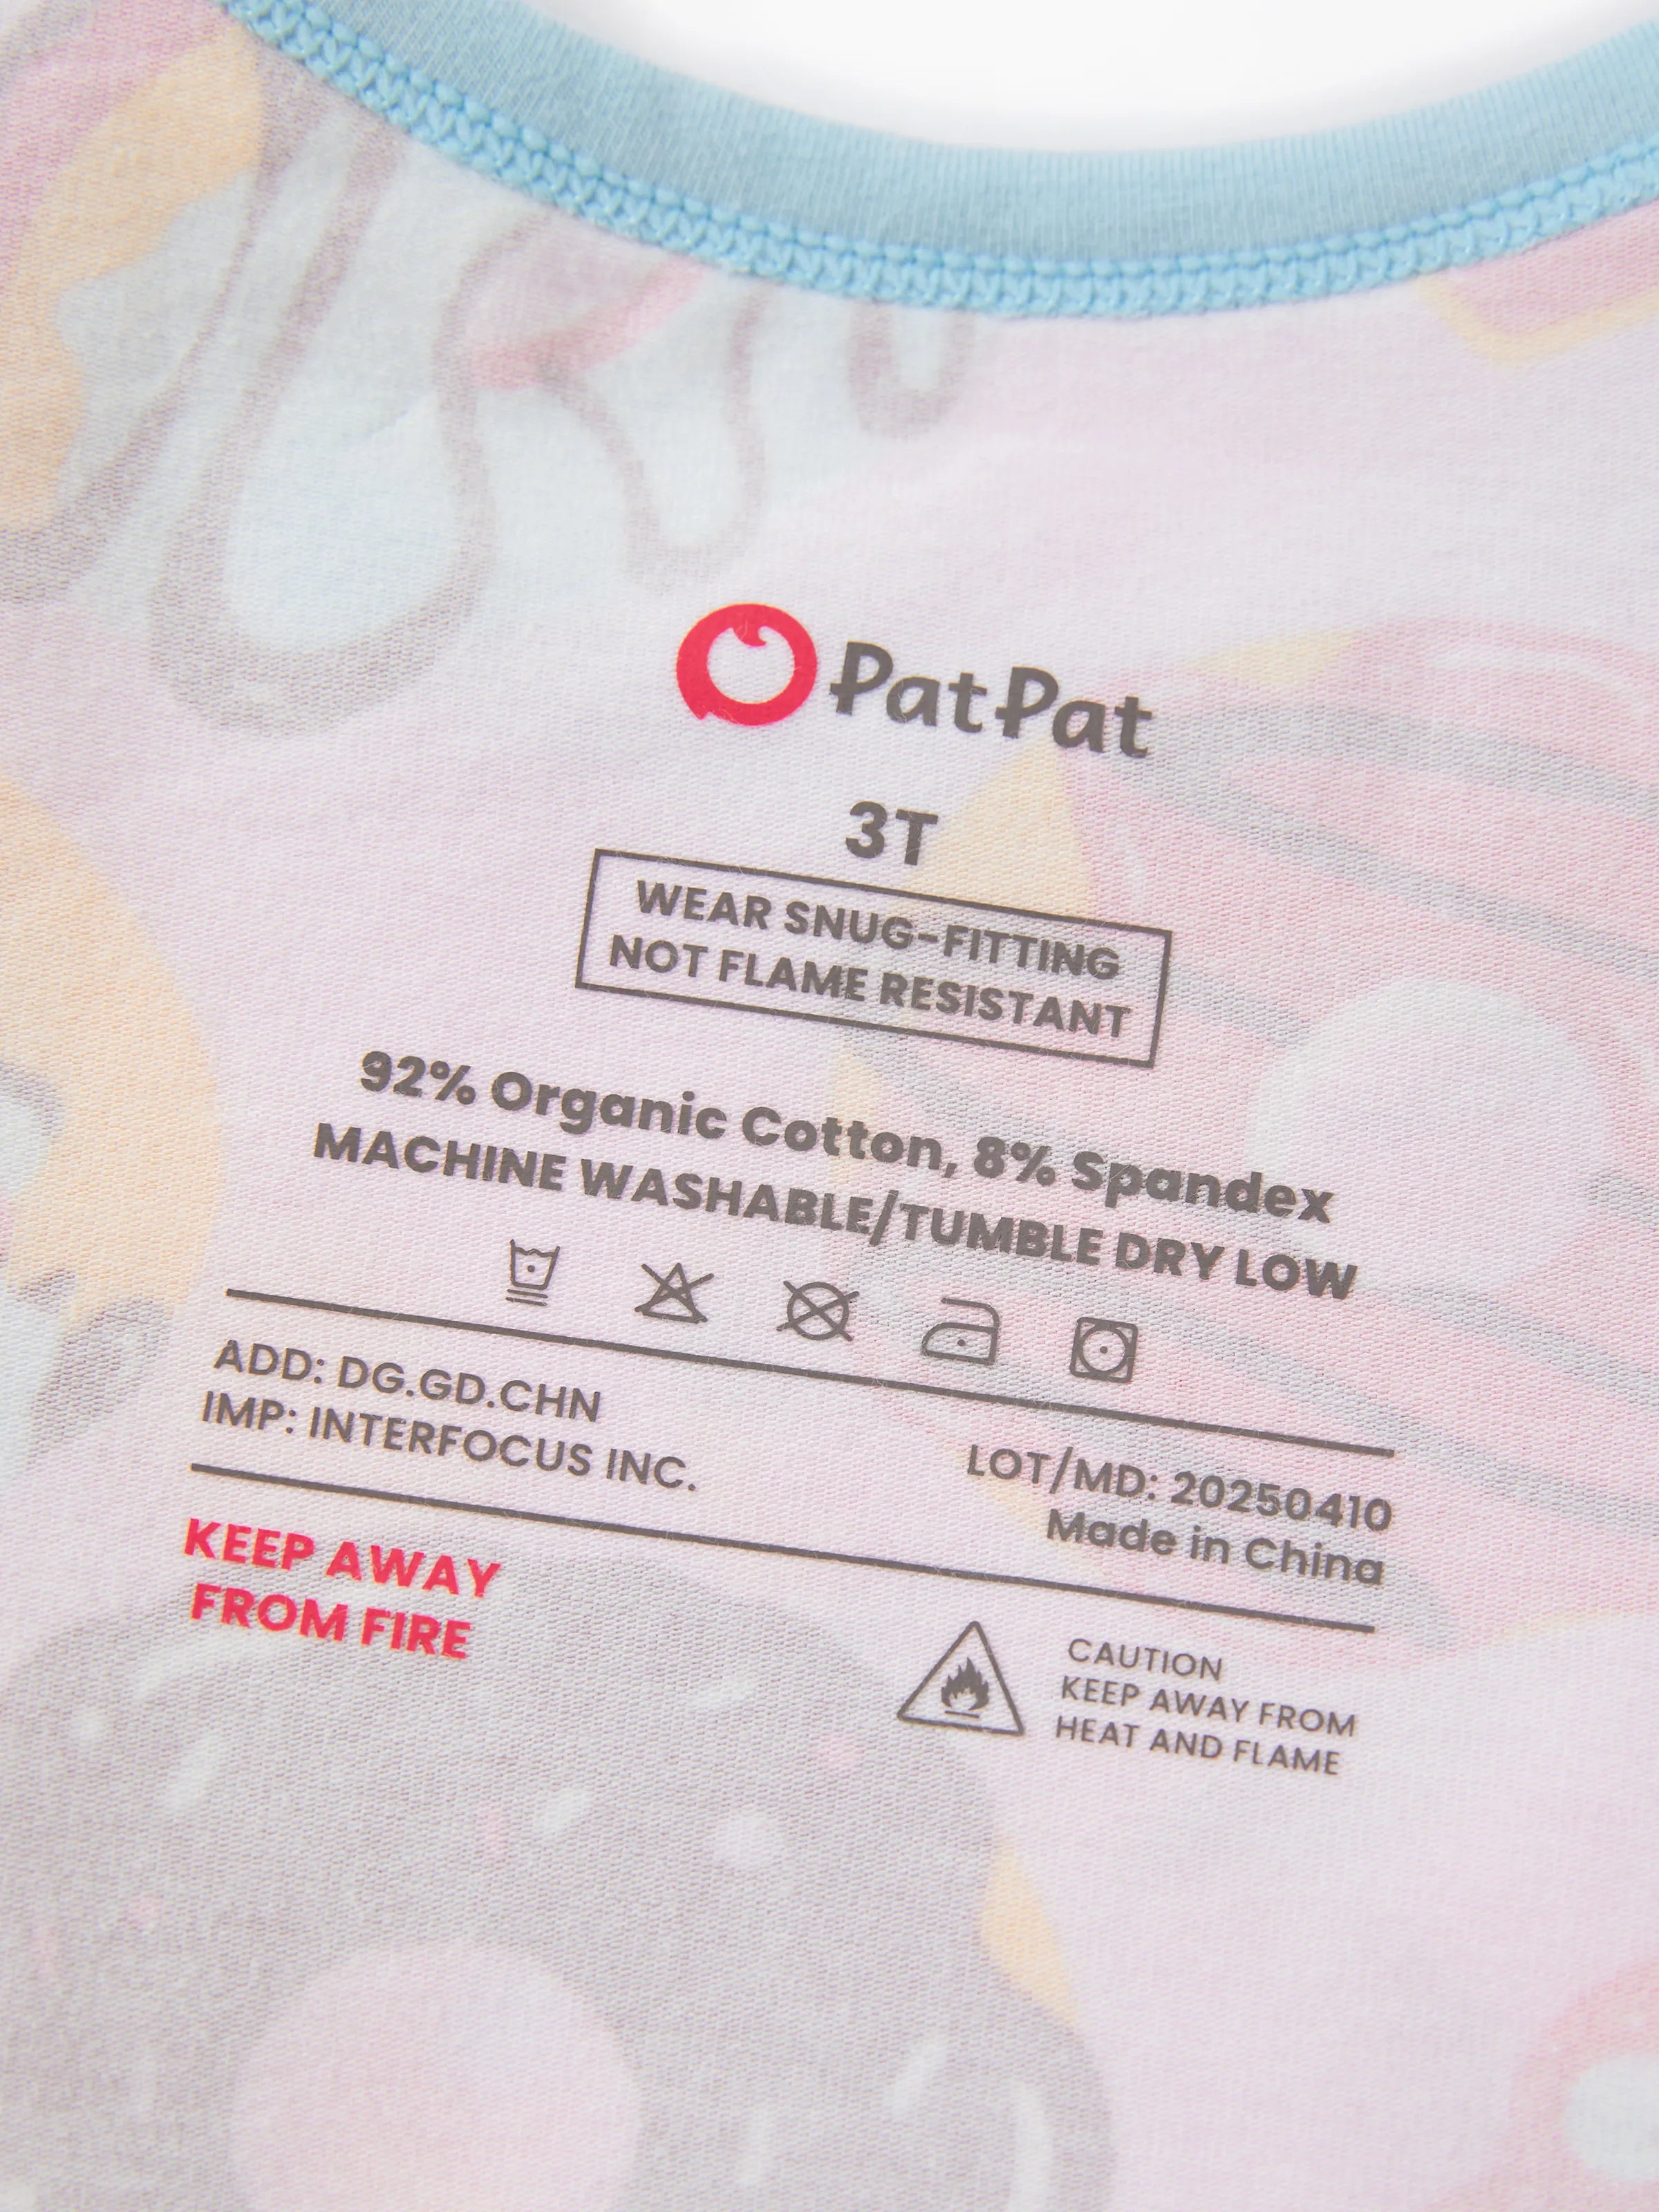 PatPat
3T
WEAR SNUG-FITTING
NOT FLAME RESISTANT
92% Organic Cotton, 8% Spandex
MACHINE WASHABLE/TUMBLE DRY LOW
ADD: DG.GD.CHN
IMP: INTERFOCUS INC.
LOT/MD: 20250410
Made in China
KEEP AWAY
FROM FIRE
CAUTION
KEEP AWAY FROM
HEAT AND FLAME